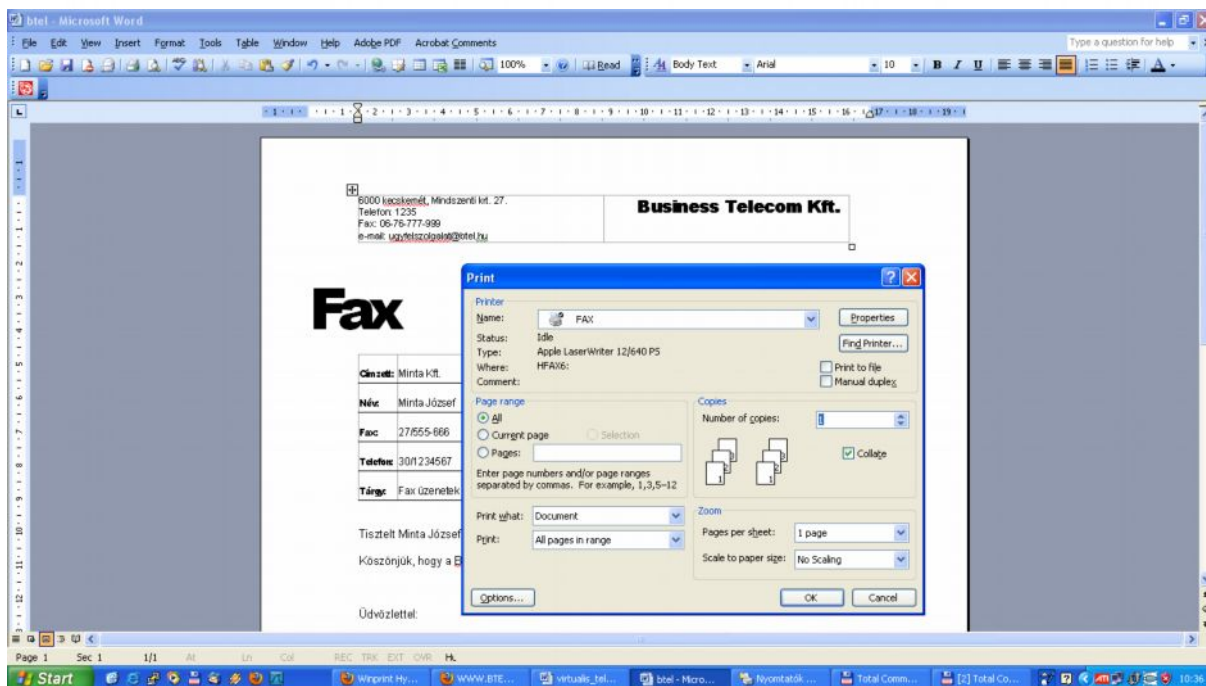 btel - Microsoft Word
File Edit View Insert Format Tools Table Window Help Adobe PDF Acrobat Comments
Type a question for help
100% Read Body Text Arial 10 B I U
6000 kecskemét, Mindszenti krt. 27.
Telefon: 1235
Fax: 06-76-777-999
e-mail: ugyfelszolgalat@btel.hu
Business Telecom Kft.
Fax
Címzett: Minta Kft.
Név: Minta József
Fax: 27/555-666
Telefon: 30/1234567
Tárgy: Fax üzenetek
Tisztelt Minta József
Köszönjük, hogy a B
Üdvözlettel:
Print
Printer
Name: FAX
Properties
Status: Idle
Find Printer...
Type: Apple LaserWriter 12/640 PS
Where: HFAX6:
Print to file
Comment:
Manual duplex
Page range
All
Current page Selection
Pages:
Enter page numbers and/or page ranges
separated by commas. For example, 1,3,5–12
Copies
Number of copies: 1
Collate
Print what: Document
Print: All pages in range
Zoom
Pages per sheet: 1 page
Scale to paper size: No Scaling
Options... OK Cancel
Page 1 Sec 1 1/1 At Ln Col REC TRK EXT OVR
Start Winprint Hy... WWW.BTE... virtualis_tel... btel - Micro... Nyomtatók ... Total Comm... [2] Total Co... 10:36